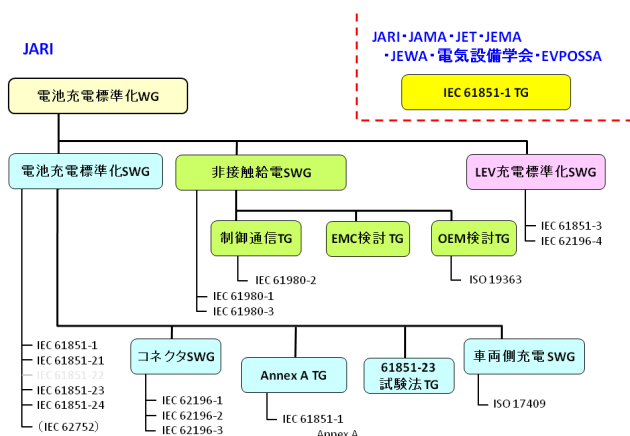 JARI
JARI・JAMA・JET・JEMA
・JEWA・電気設備学会・EVPOSSA
IEC 61851-1 TG
電池充電標準化WG
電池充電標準化SWG
非接触給電SWG
LEV充電標準化SWG
制御通信TG
EMC検討 TG
OEM検討TG
IEC 61851-3
IEC 62196-4
IEC 61980-2
ISO 19363
IEC 61980-1
IEC 61980-3
IEC 61851-1
IEC 61851-21
IEC 61851-22
IEC 61851-23
IEC 61851-24
（IEC 62752）
コネクタSWG
Annex A TG
61851-23
試験法 TG
車両側充電 SWG
IEC 62196-1
IEC 62196-2
IEC 62196-3
IEC 61851-1
Annex A
ISO 17409